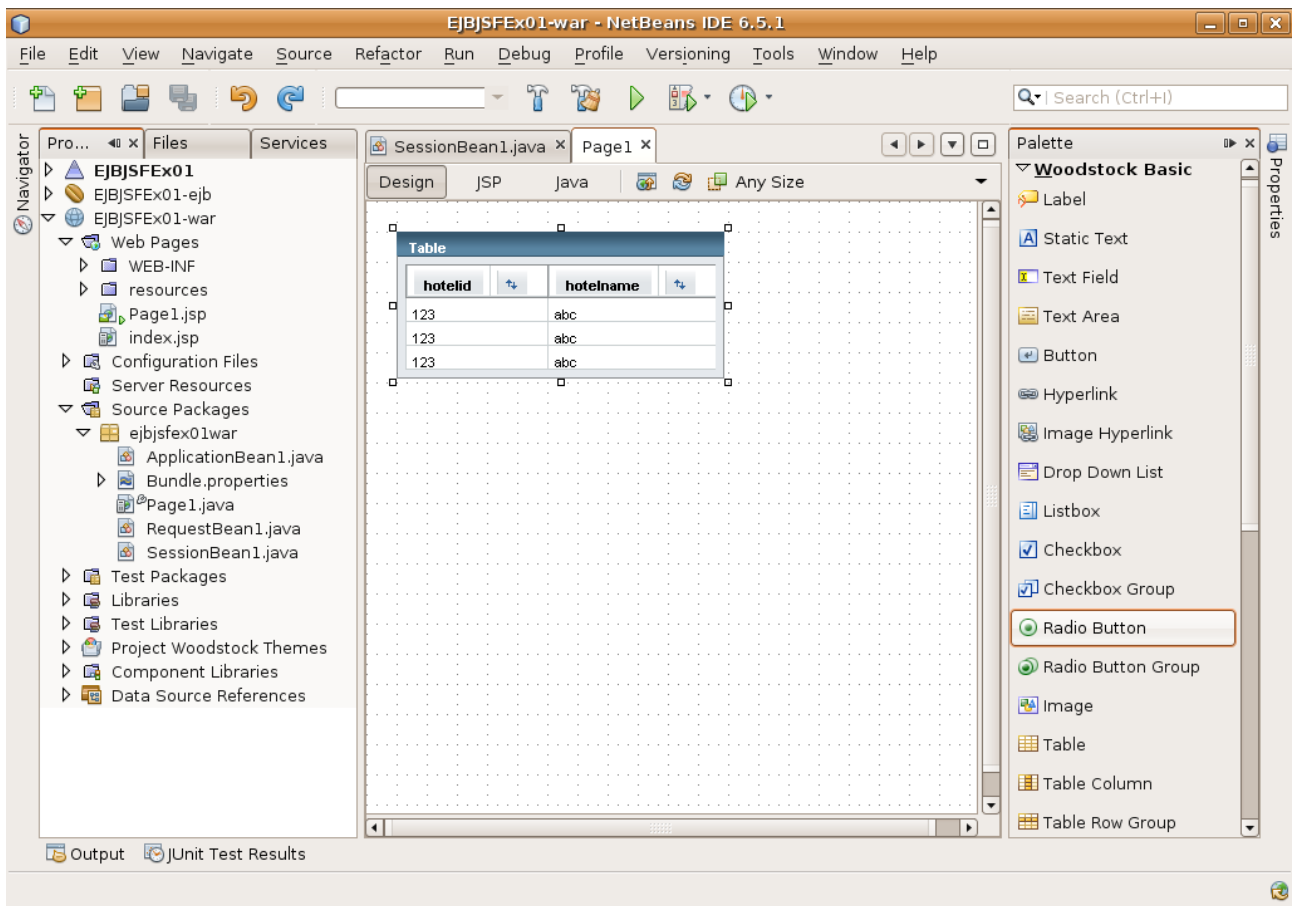 EJBJSFEx01-war - NetBeans IDE 6.5.1
File Edit View Navigate Source Refactor Run Debug Profile Versioning Tools Window Help
Search (Ctrl+I)
Navigator
Pro... Files Services
EJBJSFEx01
EJBJSFEx01-ejb
EJBJSFEx01-war
Web Pages
WEB-INF
resources
Page1.jsp
index.jsp
Configuration Files
Server Resources
Source Packages
ejbjsfex01war
ApplicationBean1.java
Bundle.properties
Page1.java
RequestBean1.java
SessionBean1.java
Test Packages
Libraries
Test Libraries
Project Woodstock Themes
Component Libraries
Data Source References
SessionBean1.java Page1
Design JSP Java Any Size
Table
hotelid hotelname
123 abc
123 abc
123 abc
Palette
Woodstock Basic
Label
Static Text
Text Field
Text Area
Button
Hyperlink
Image Hyperlink
Drop Down List
Listbox
Checkbox
Checkbox Group
Radio Button
Radio Button Group
Image
Table
Table Column
Table Row Group
Properties
Output JUnit Test Results